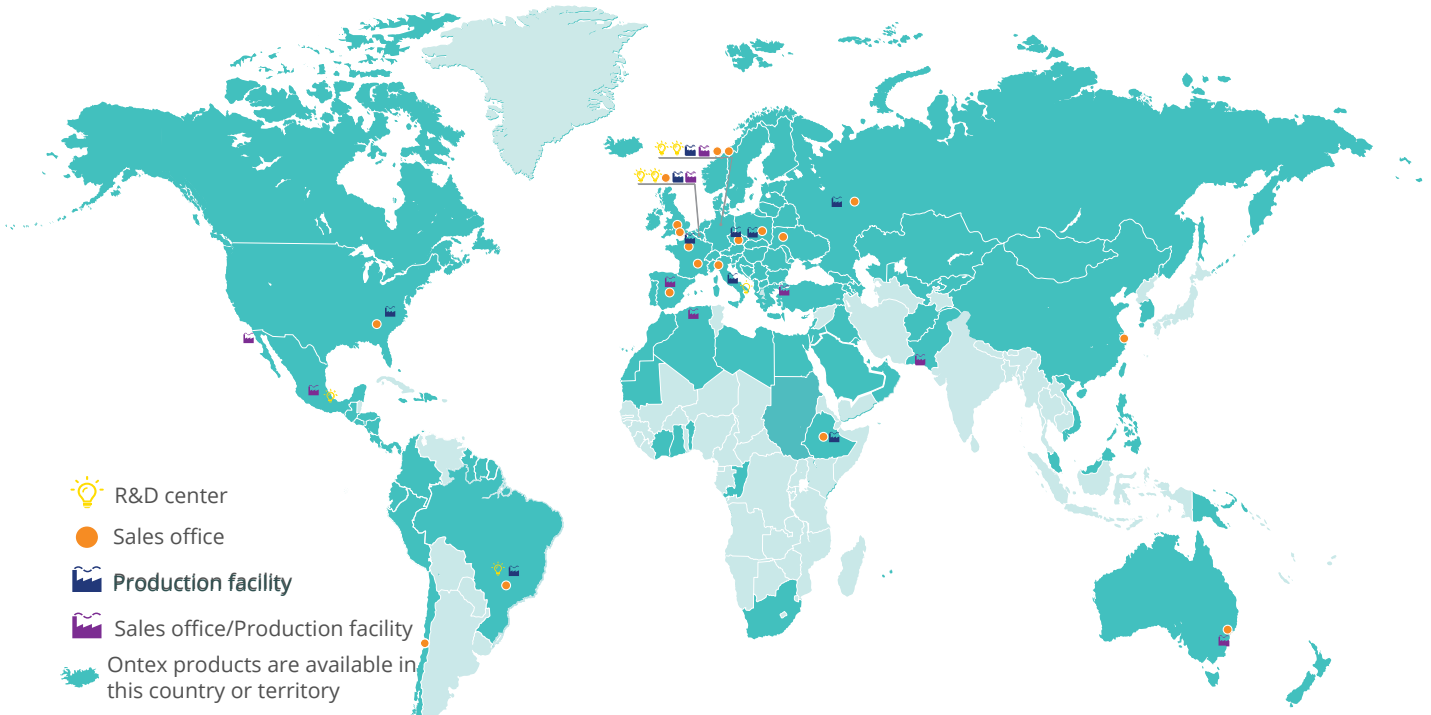 R&D center
Sales office
Production facility
Sales office/Production facility
Ontex products are available in
this country or territory